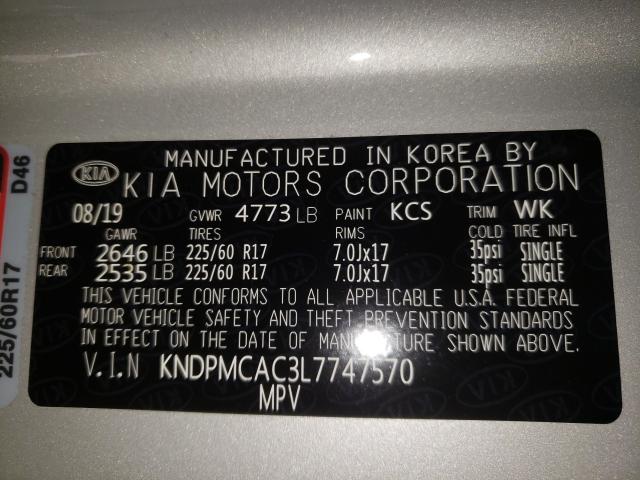 D46
225/60R17
KIA
MANUFACTURED IN KOREA BY
KIA MOTORS CORPORATION
08/19 GVWR 4773 LB PAINT KCS TRIM WK
GAWR TIRES RIMS COLD TIRE INFL
FRONT 2646 LB 225/60 R17 7.0Jx17 35psi SINGLE
REAR 2535 LB 225/60 R17 7.0Jx17 35psi SINGLE
THIS VEHICLE CONFORMS TO ALL APPLICABLE U.S.A. FEDERAL
MOTOR VEHICLE SAFETY AND THEFT PREVENTION STANDARDS
IN EFFECT ON THE DATE OF MANUFACTURE SHOWN ABOVE.
V.I.N KNDPMCAC3L7747570
MPV